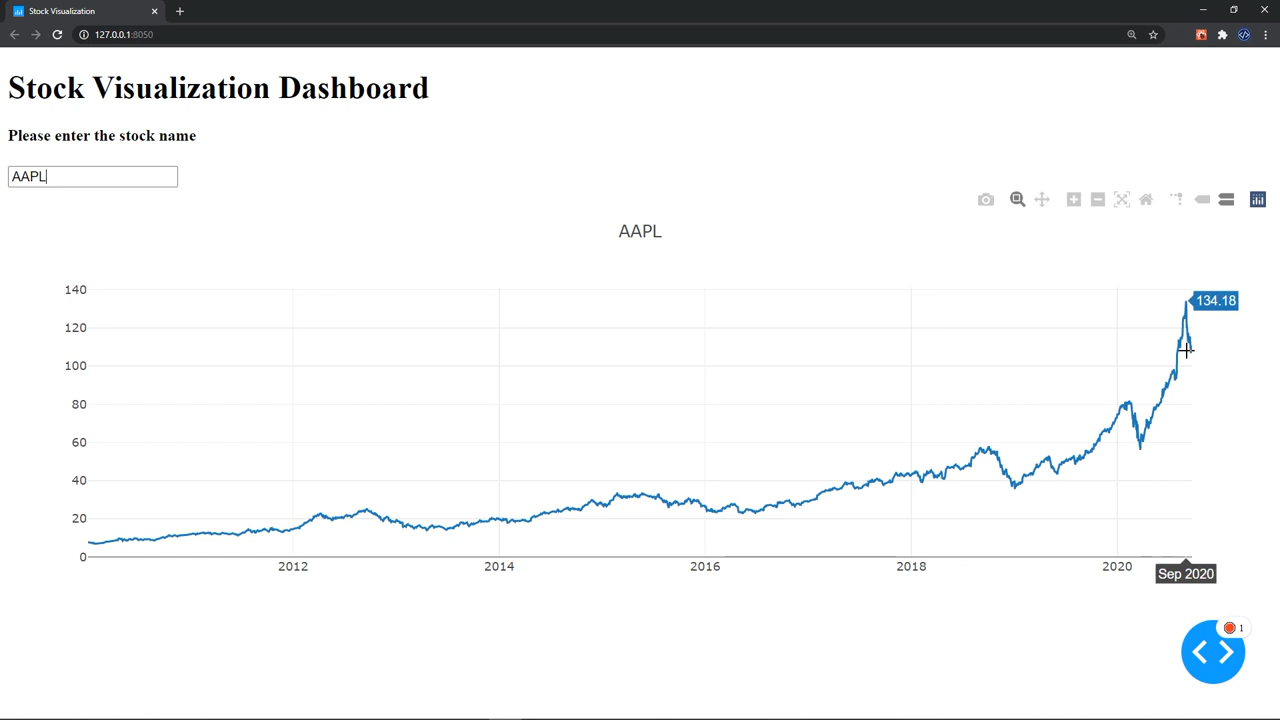 Stock Visualization
127.0.0.1:8050
Stock Visualization Dashboard
Please enter the stock name
AAPL
AAPL
140
134.18
120
100
80
60
40
20
0
2012
2014
2016
2018
2020
Sep 2020
1